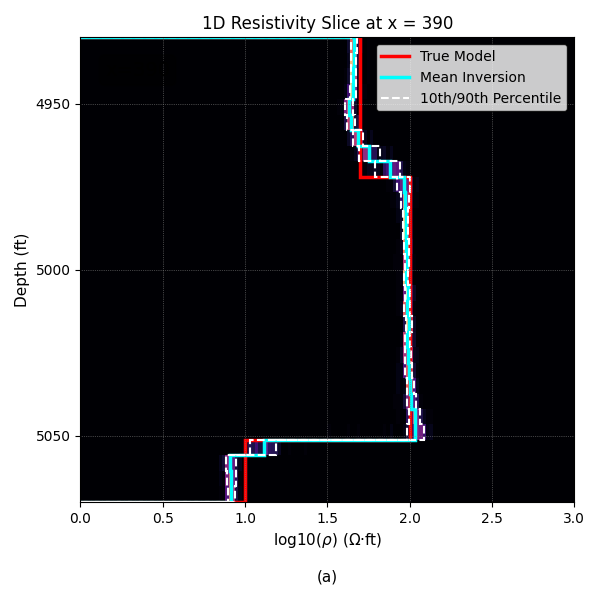 1D Resistivity Slice at x = 390
True Model
Mean Inversion
10th/90th Percentile
Depth (ft)
4950
5000
5050
0.0 0.5 1.0 1.5 2.0 2.5 3.0
log10(ρ) (Ω·ft)
(a)